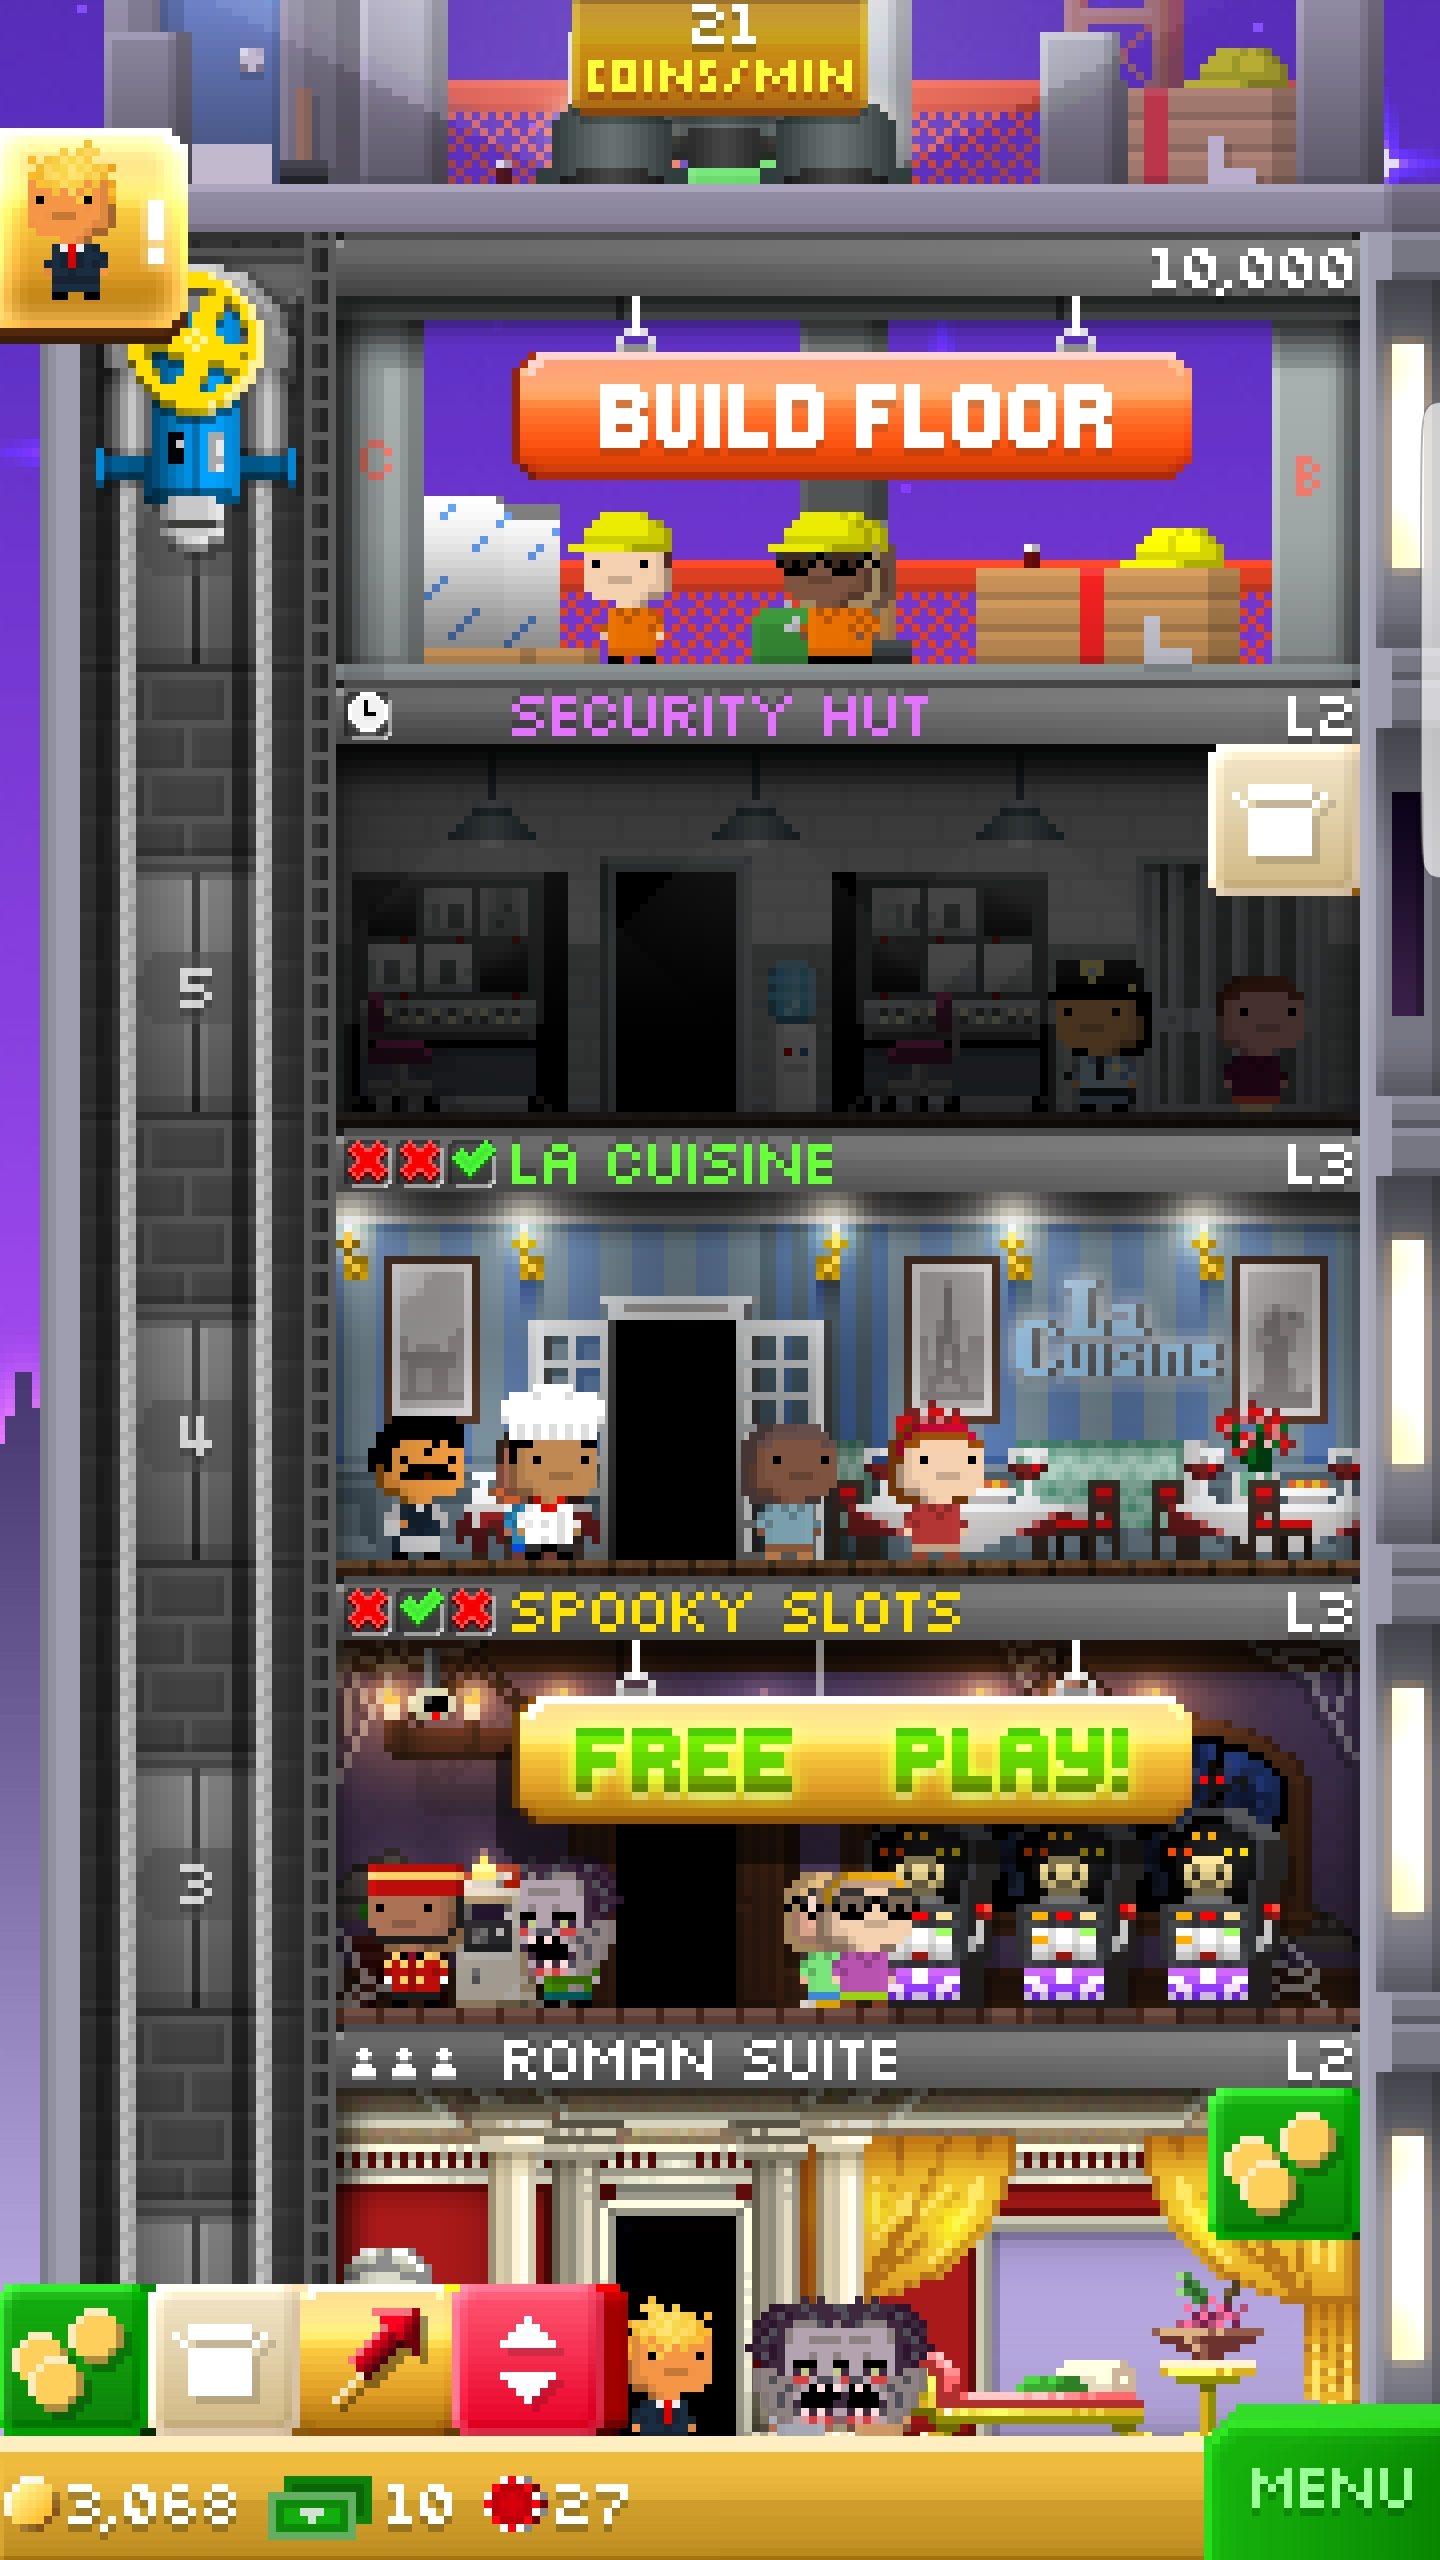 21
COINS/MIN
!
10,000
BUILD FLOOR
C
B
SECURITY HUT L2
5
LA CUISINE L3
La
Cuisine
4
SPOOKY SLOTS L3
FREE PLAY!
3
ROMAN SUITE L2
3,068 10 27
MENU